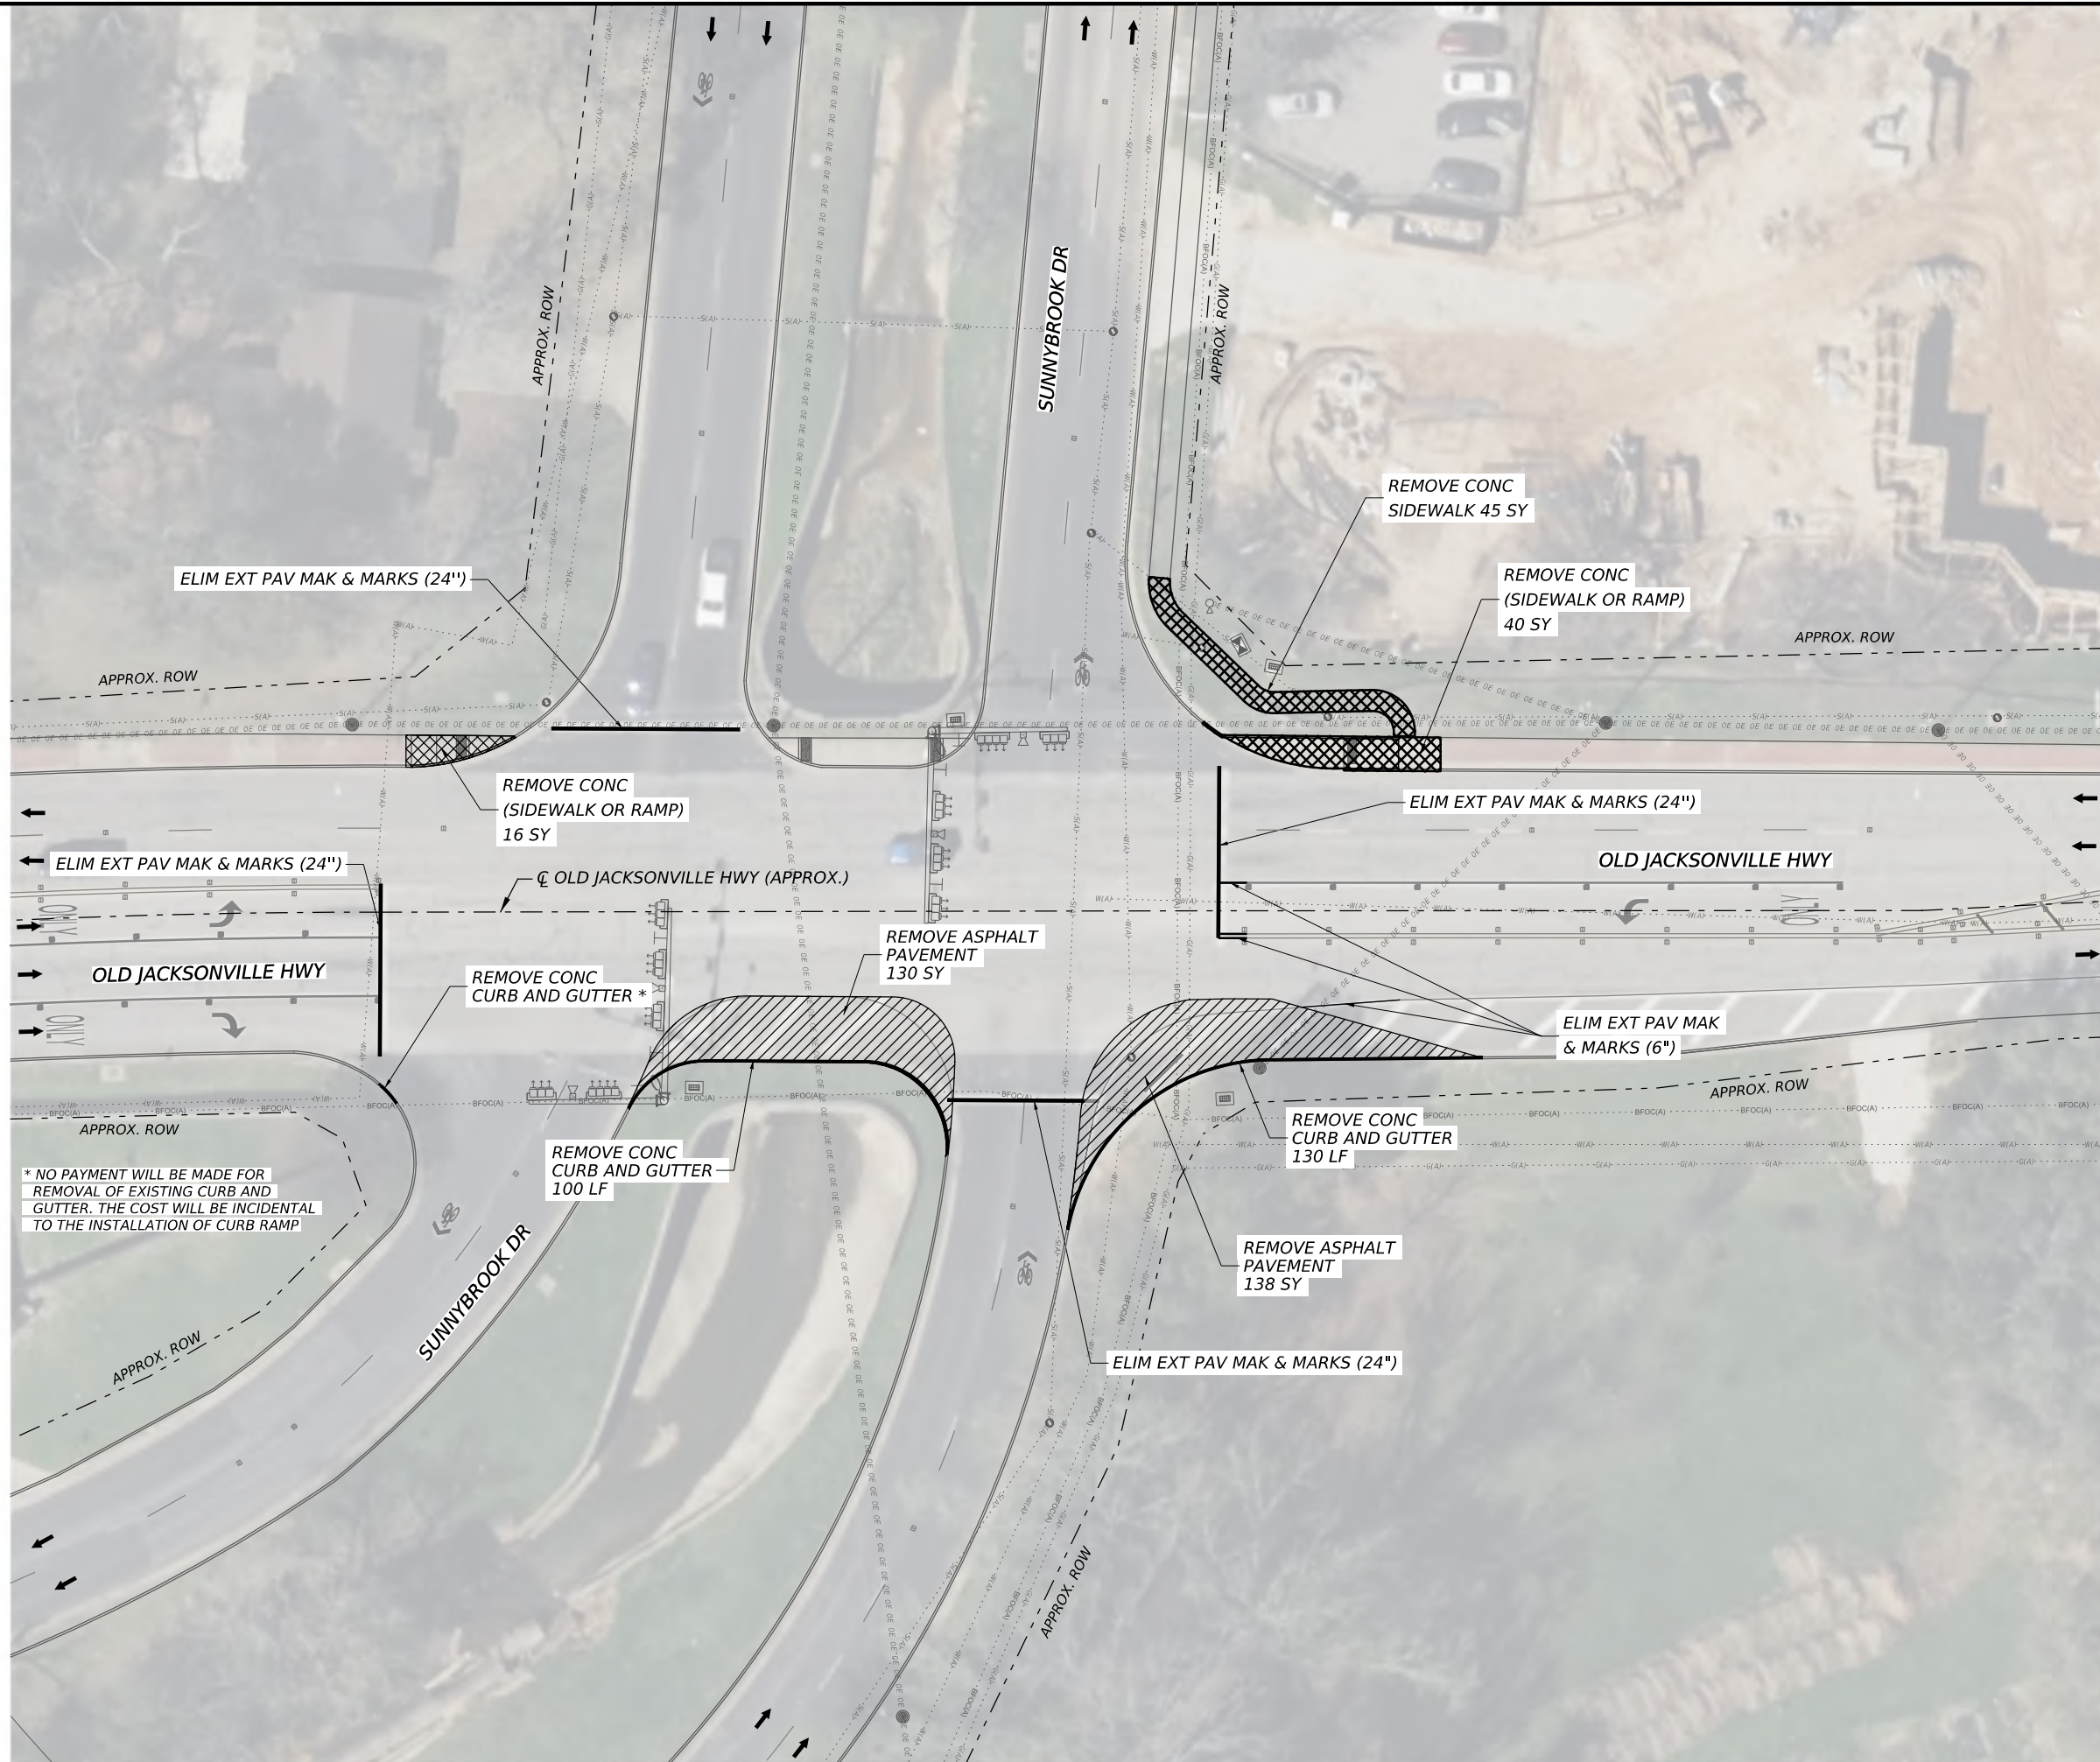 SUNNYBROOK DR
APPROX. ROW
APPROX. ROW
REMOVE CONC
SIDEWALK 45 SY
REMOVE CONC
(SIDEWALK OR RAMP)
40 SY
ELIM EXT PAV MAK & MARKS (24'')
APPROX. ROW
APPROX. ROW
REMOVE CONC
(SIDEWALK OR RAMP)
16 SY
ELIM EXT PAV MAK & MARKS (24'')
ELIM EXT PAV MAK & MARKS (24'')
OLD JACKSONVILLE HWY
℄ OLD JACKSONVILLE HWY (APPROX.)
ONLY
ONLY
REMOVE ASPHALT
PAVEMENT
130 SY
OLD JACKSONVILLE HWY
REMOVE CONC
CURB AND GUTTER *
ONLY
ELIM EXT PAV MAK
& MARKS (6")
APPROX. ROW
APPROX. ROW
REMOVE CONC
CURB AND GUTTER
130 LF
REMOVE CONC
CURB AND GUTTER
100 LF
* NO PAYMENT WILL BE MADE FOR
REMOVAL OF EXISTING CURB AND
GUTTER. THE COST WILL BE INCIDENTAL
TO THE INSTALLATION OF CURB RAMP
SUNNYBROOK DR
REMOVE ASPHALT
PAVEMENT
138 SY
APPROX. ROW
ELIM EXT PAV MAK & MARKS (24")
APPROX. ROW